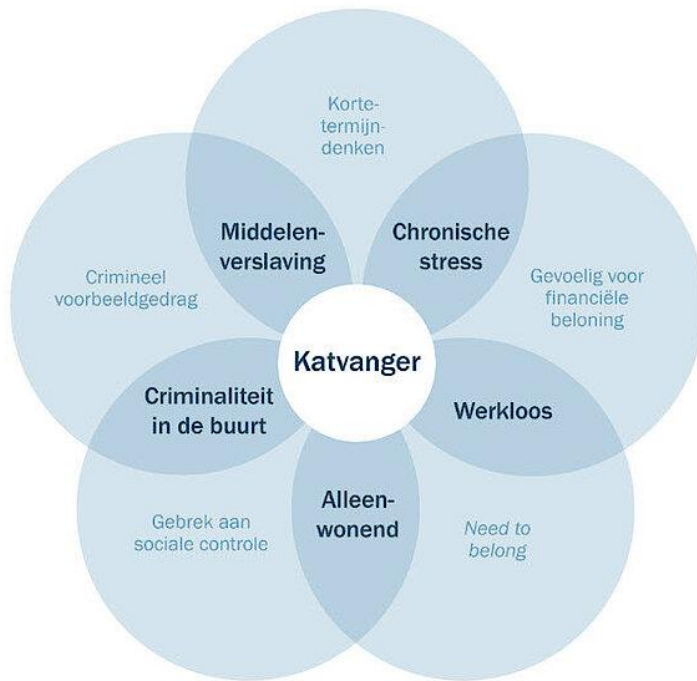 Korte-
termijn-
denken
Middelen-
verslaving
Chronische
stress
Crimineel
voorbeeldgedrag
Gevoelig voor
financiële
beloning
Katvanger
Criminaliteit
in de buurt
Werkloos
Alleen-
wonend
Gebrek aan
sociale controle
Need to
belong